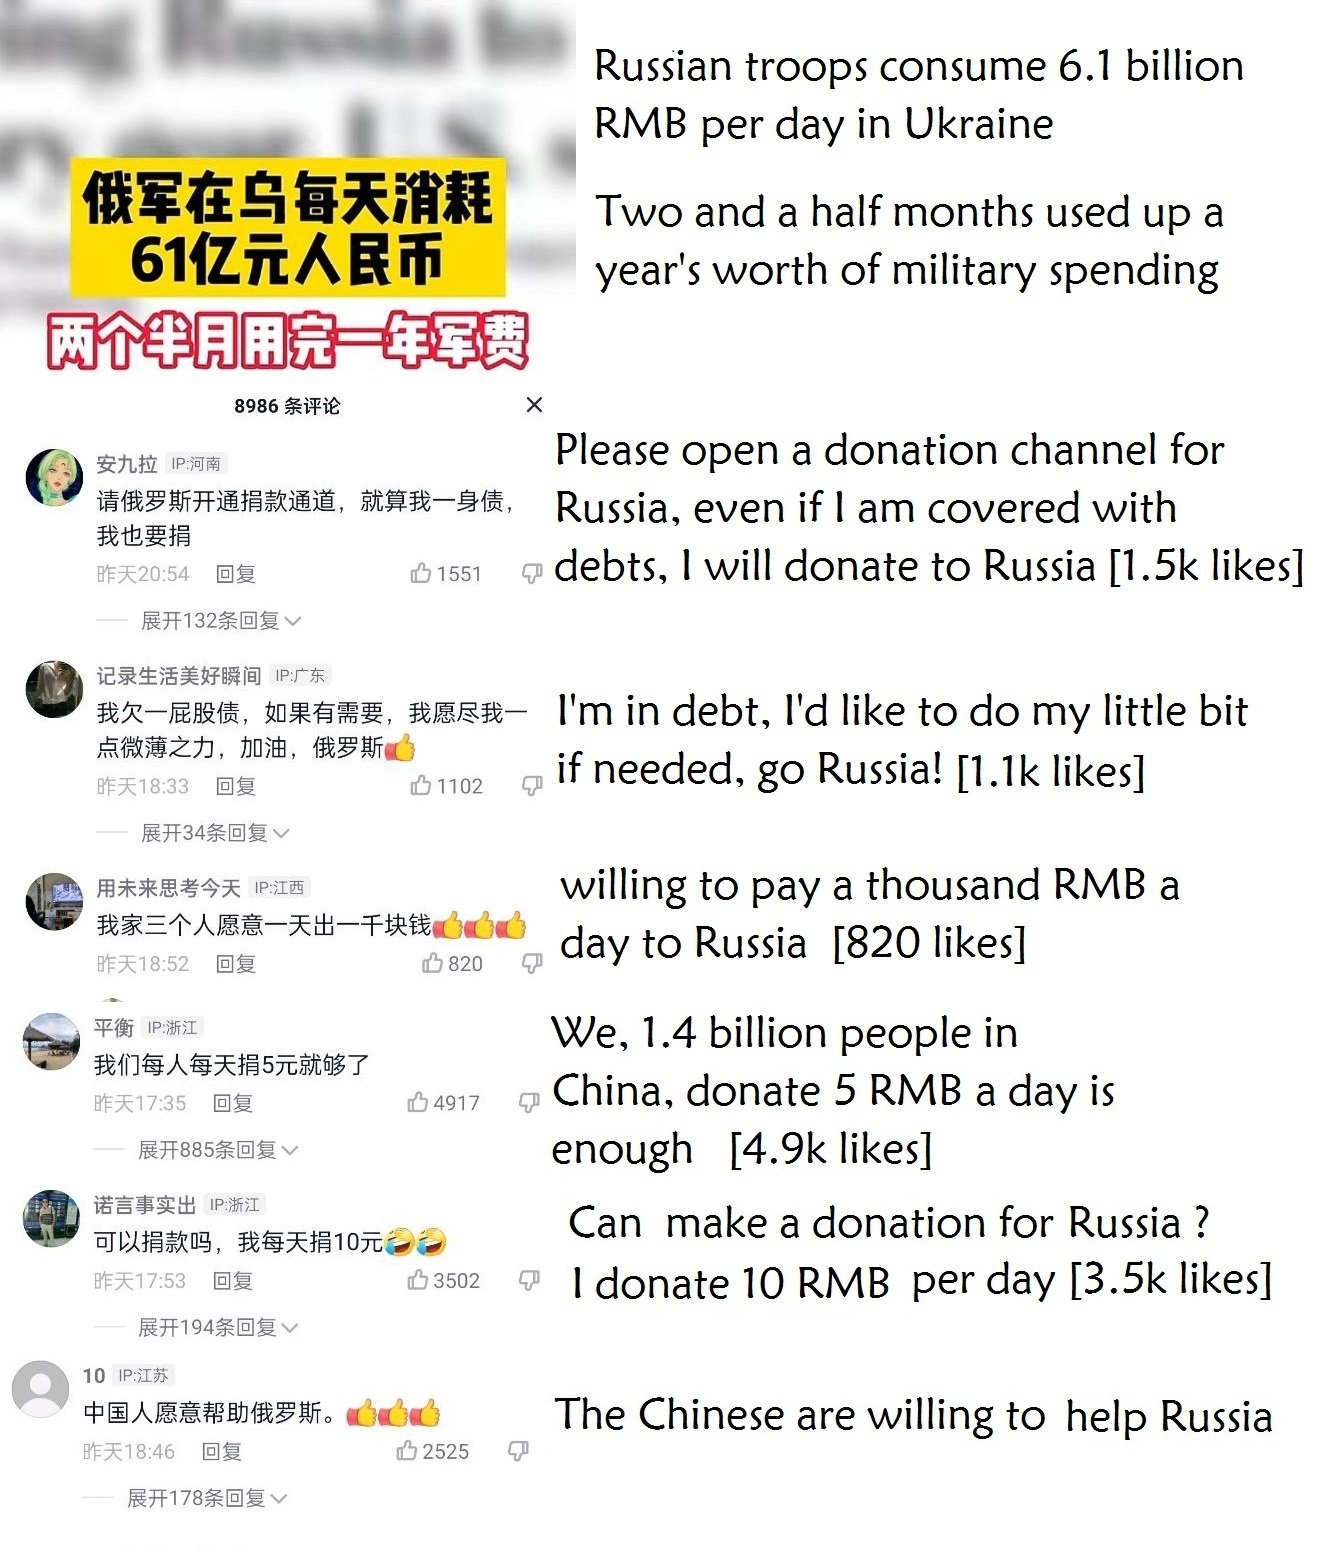 ing Russia to
俄军在乌每天消耗
61亿元人民币
两个半月用完一年军费
Russian troops consume 6.1 billion
RMB per day in Ukraine
Two and a half months used up a
year's worth of military spending
8986 条评论
安九拉 IP:河南
请俄罗斯开通捐款通道，就算我一身债，
我也要捐
昨天20:54 回复 1551
展开132条回复
Please open a donation channel for
Russia, even if I am covered with
debts, I will donate to Russia [1.5k likes]
记录生活美好瞬间 IP:广东
我欠一屁股债，如果有需要，我愿尽我一
点微薄之力，加油，俄罗斯👍
昨天18:33 回复 1102
展开34条回复
I'm in debt, I'd like to do my little bit
if needed, go Russia! [1.1k likes]
用未来思考今天 IP:江西
我家三个人愿意一天出一千块钱👍👍👍
昨天18:52 回复 820
willing to pay a thousand RMB a
day to Russia [820 likes]
平衡 IP:浙江
我们每人每天捐5元就够了
昨天17:35 回复 4917
展开885条回复
We, 1.4 billion people in
China, donate 5 RMB a day is
enough [4.9k likes]
诺言事实出 IP:浙江
可以捐款吗，我每天捐10元🤣🤣
昨天17:53 回复 3502
展开194条回复
Can make a donation for Russia ?
I donate 10 RMB per day [3.5k likes]
10 IP:江苏
中国人愿意帮助俄罗斯。👍👍👍
昨天18:46 回复 2525
展开178条回复
The Chinese are willing to help Russia